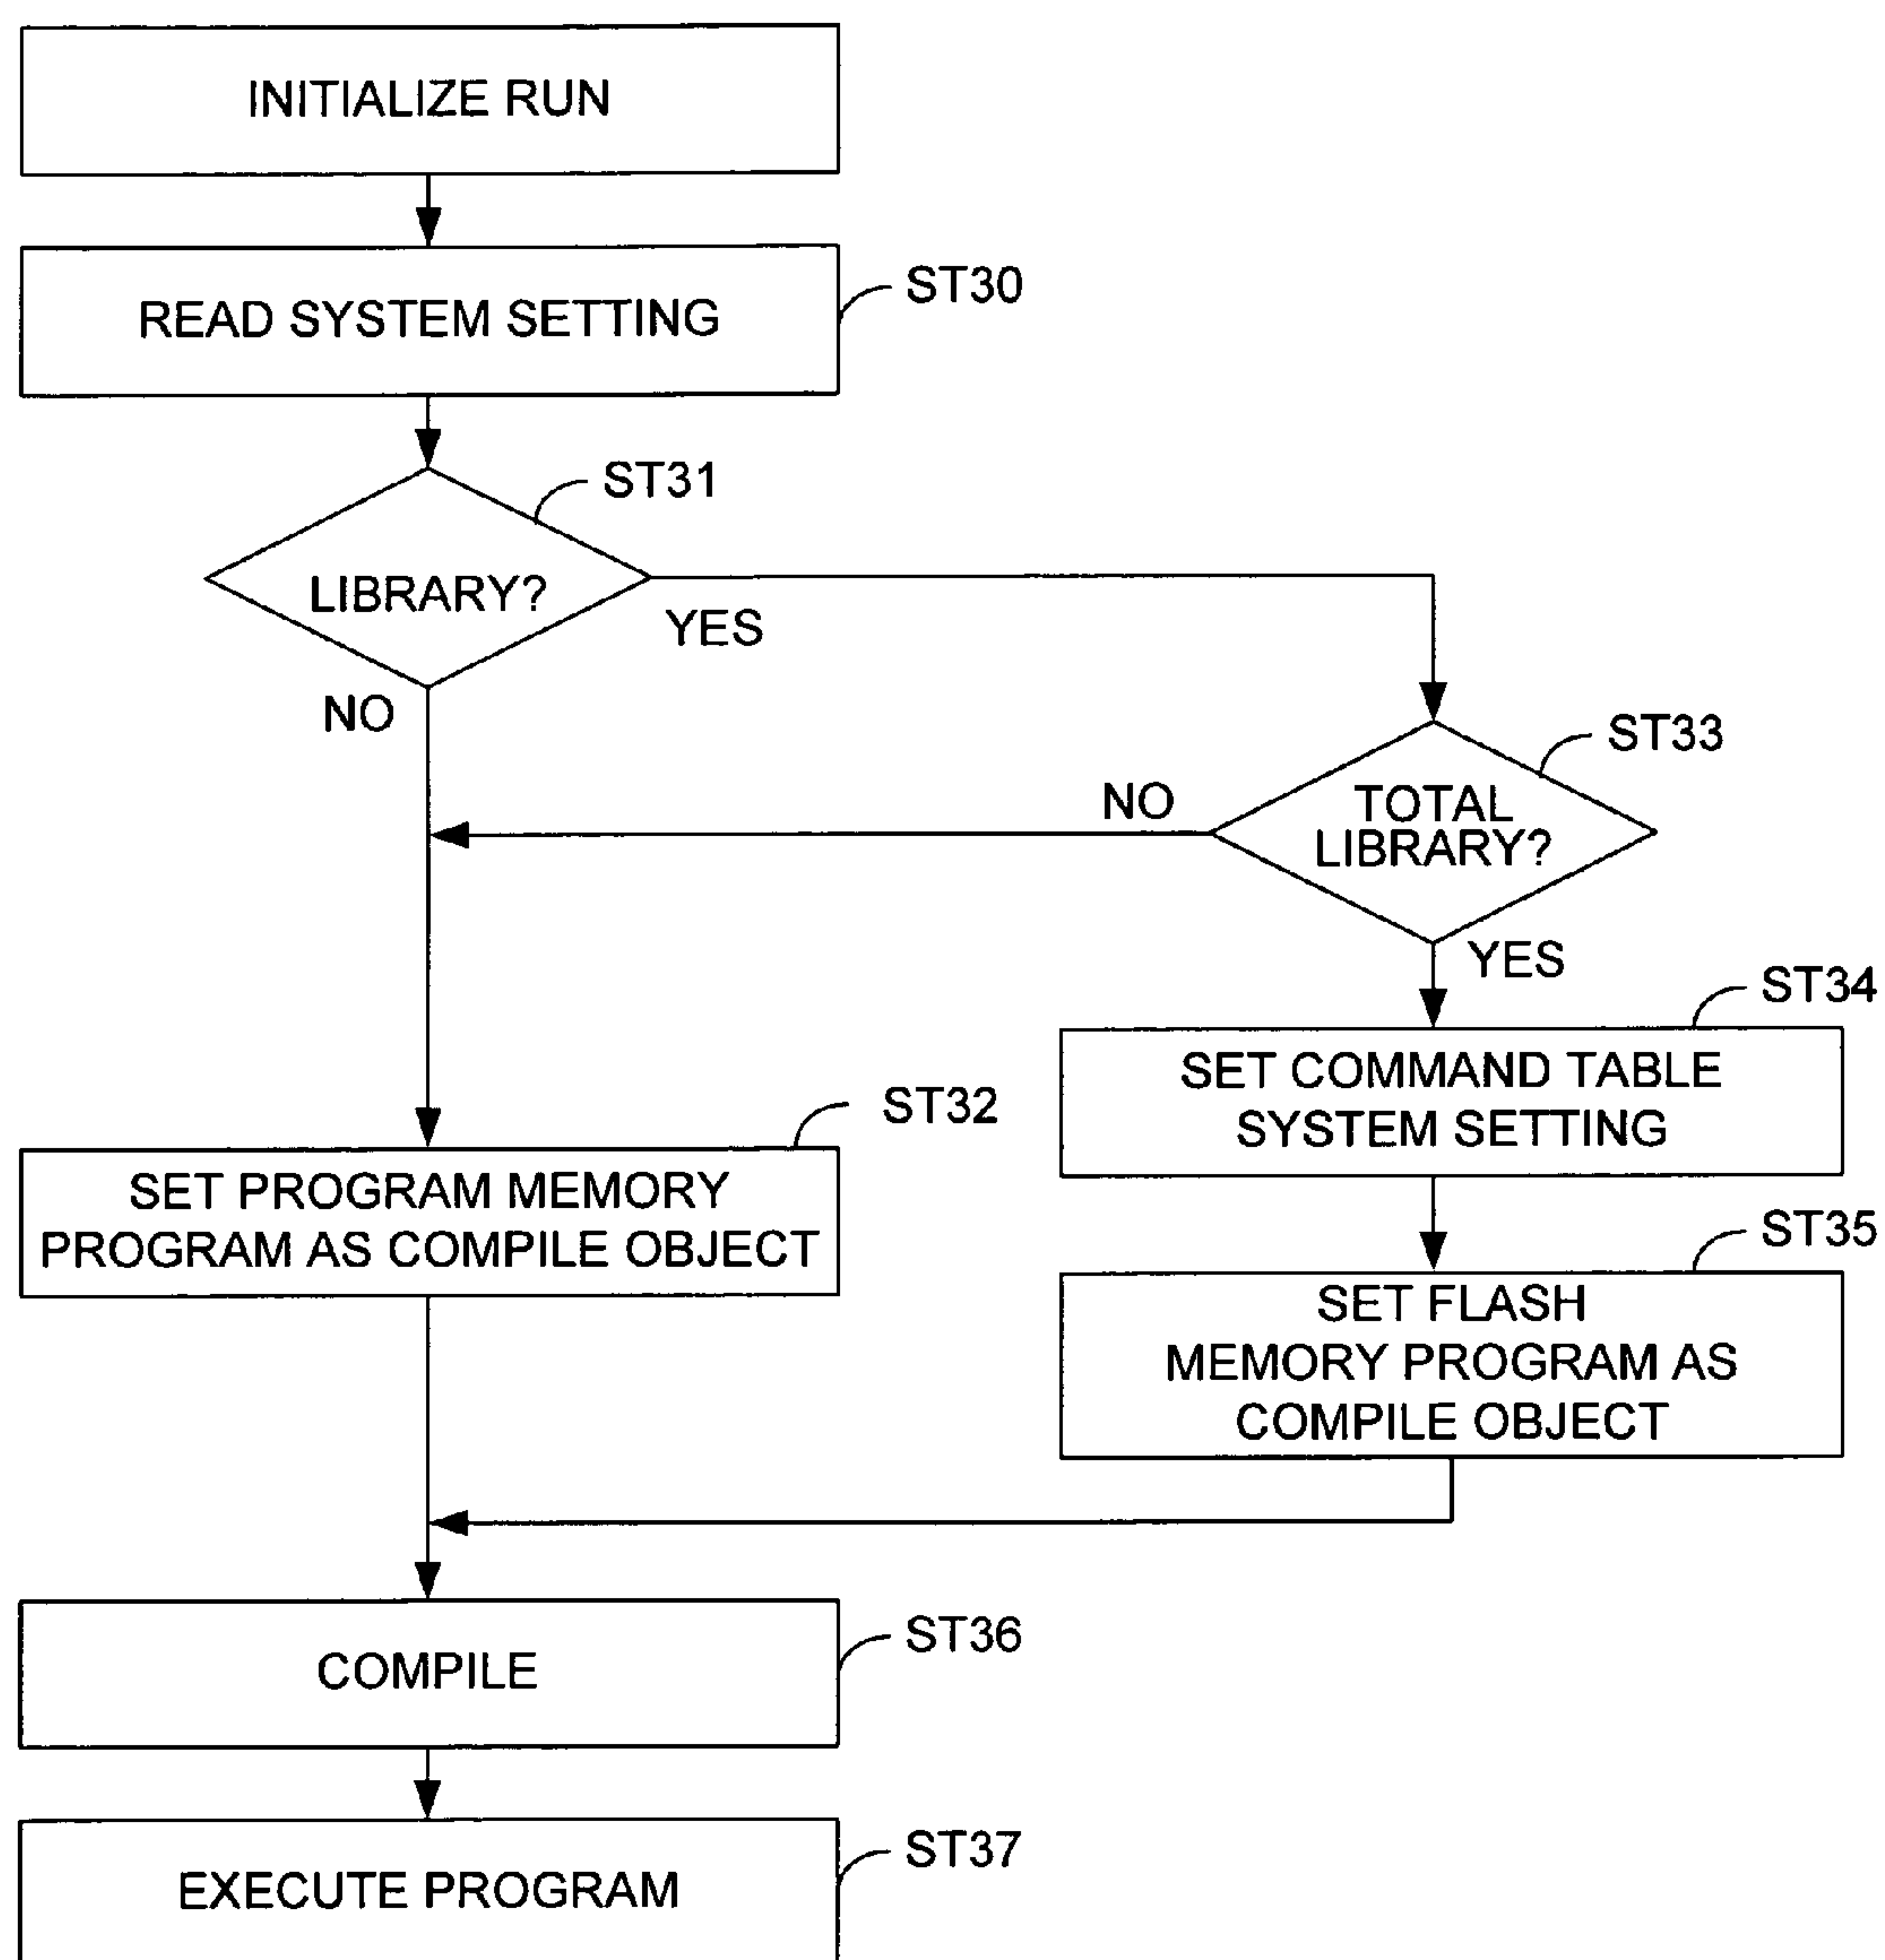 INITIALIZE RUN
READ SYSTEM SETTING
ST30
ST31
LIBRARY?
YES
NO
ST33
TOTAL
LIBRARY?
NO
YES
ST34
SET COMMAND TABLE
SYSTEM SETTING
ST32
SET PROGRAM MEMORY
PROGRAM AS COMPILE OBJECT
ST35
SET FLASH
MEMORY PROGRAM AS
COMPILE OBJECT
ST36
COMPILE
ST37
EXECUTE PROGRAM